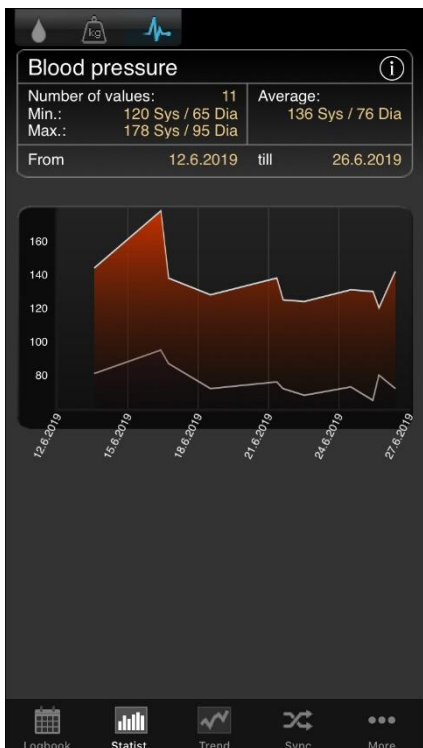 kg
Blood pressure
i
Number of values: 11
Min.: 120 Sys / 65 Dia
Max.: 178 Sys / 95 Dia
Average:
136 Sys / 76 Dia
From 12.6.2019 till 26.6.2019
160
140
120
100
80
12.6.2019
15.6.2019
18.6.2019
21.6.2019
24.6.2019
27.6.2019
Logbook
Statist.
Trend
Sync
More